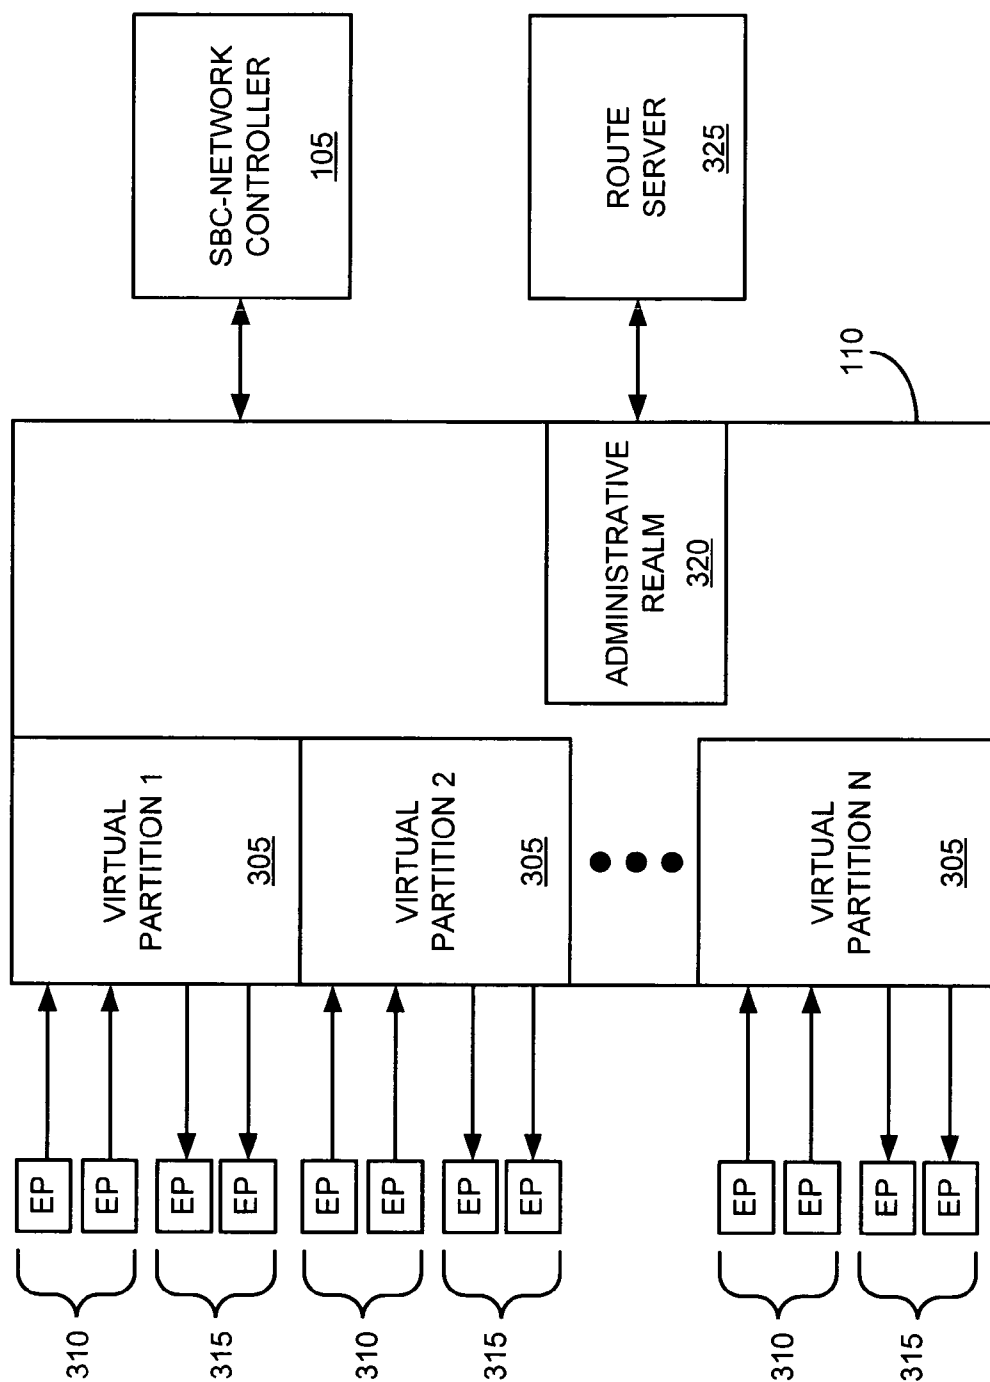 310
EP
EP
315
EP
EP
310
EP
EP
315
EP
EP
310
EP
EP
315
EP
EP
VIRTUAL
PARTITION 1
305
VIRTUAL
PARTITION 2
305
VIRTUAL
PARTITION N
305
ADMINISTRATIVE
REALM
320
110
SBC-NETWORK
CONTROLLER
105
ROUTE
SERVER
325